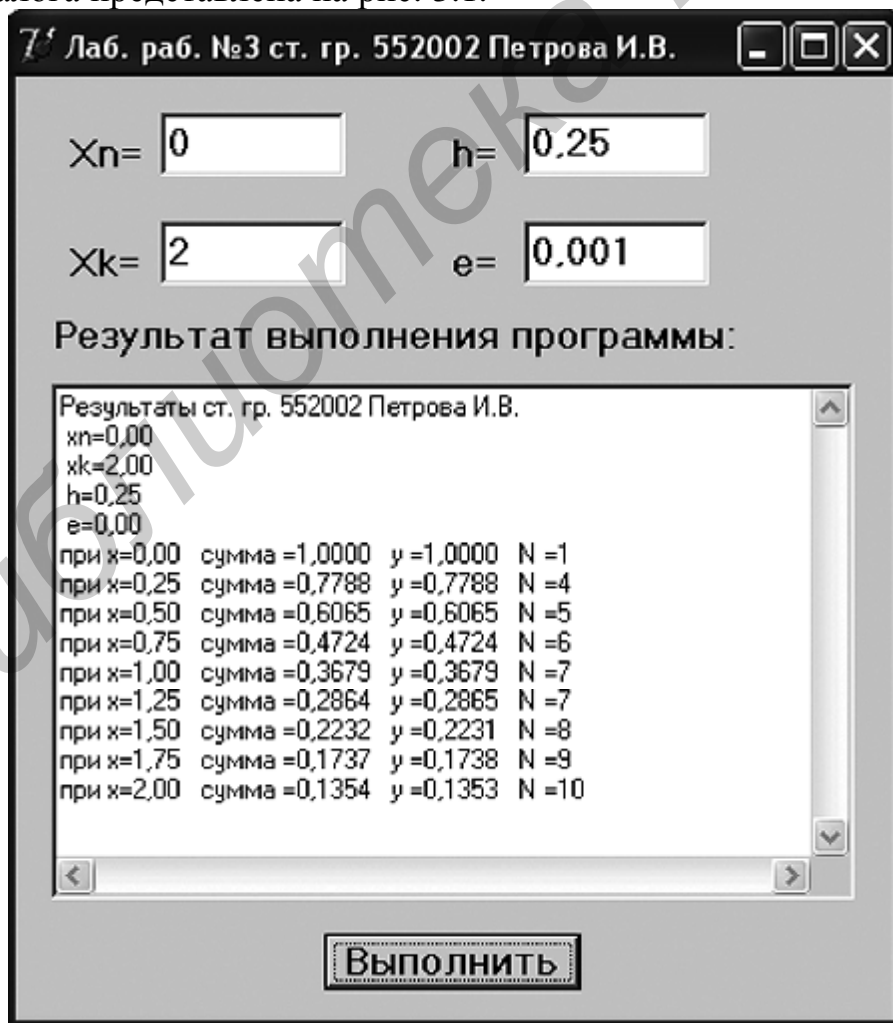 представлена на рис. 3.1.
Лаб. раб. №3 ст. гр. 552002 Петрова И.В.
Xn= 0 h= 0,25
Xk= 2 e= 0,001
Результат выполнения программы:
Результаты ст. гр. 552002 Петрова И.В.
xn=0,00
xk=2,00
h=0,25
e=0,00
при x=0,00 сумма =1,0000 y =1,0000 N =1
при x=0,25 сумма =0,7788 y =0,7788 N =4
при x=0,50 сумма =0,6065 y =0,6065 N =5
при x=0,75 сумма =0,4724 y =0,4724 N =6
при x=1,00 сумма =0,3679 y =0,3679 N =7
при x=1,25 сумма =0,2864 y =0,2865 N =7
при x=1,50 сумма =0,2232 y =0,2231 N =8
при x=1,75 сумма =0,1737 y =0,1738 N =9
при x=2,00 сумма =0,1354 y =0,1353 N =10
Выполнить